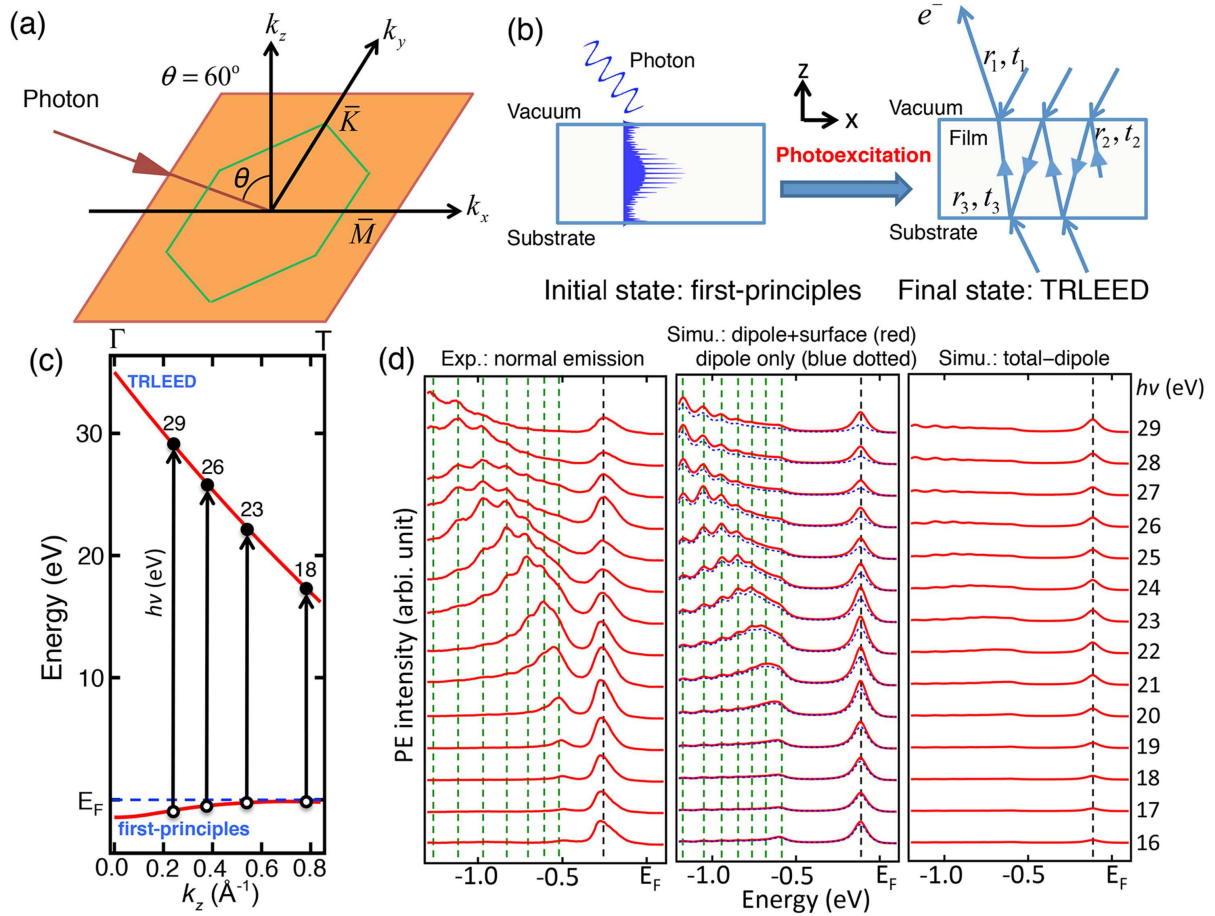 (a)
k_z
k_y
θ = 60°
Photon
K̅
θ
k_x
M̅
(b)
Photon
Vacuum
Substrate
z
x
Photoexcitation
e⁻
r₁, t₁
Vacuum
Film
r₂, t₂
r₃, t₃
Substrate
Initial state: first-principles
Final state: TRLEED
(c)
Γ
T
TRLEED
29
26
23
18
hν (eV)
30
20
10
E_F
first-principles
Energy (eV)
0.0 0.2 0.4 0.6 0.8
k_z (Å⁻¹)
(d)
Exp.: normal emission
Simu.: dipole+surface (red)
dipole only (blue dotted)
Simu.: total−dipole
hν (eV)
29
28
27
26
25
24
23
22
21
20
19
18
17
16
PE intensity (arb. unit)
-1.0 -0.5 E_F
-1.0 -0.5 E_F
-1.0 -0.5 E_F
Energy (eV)